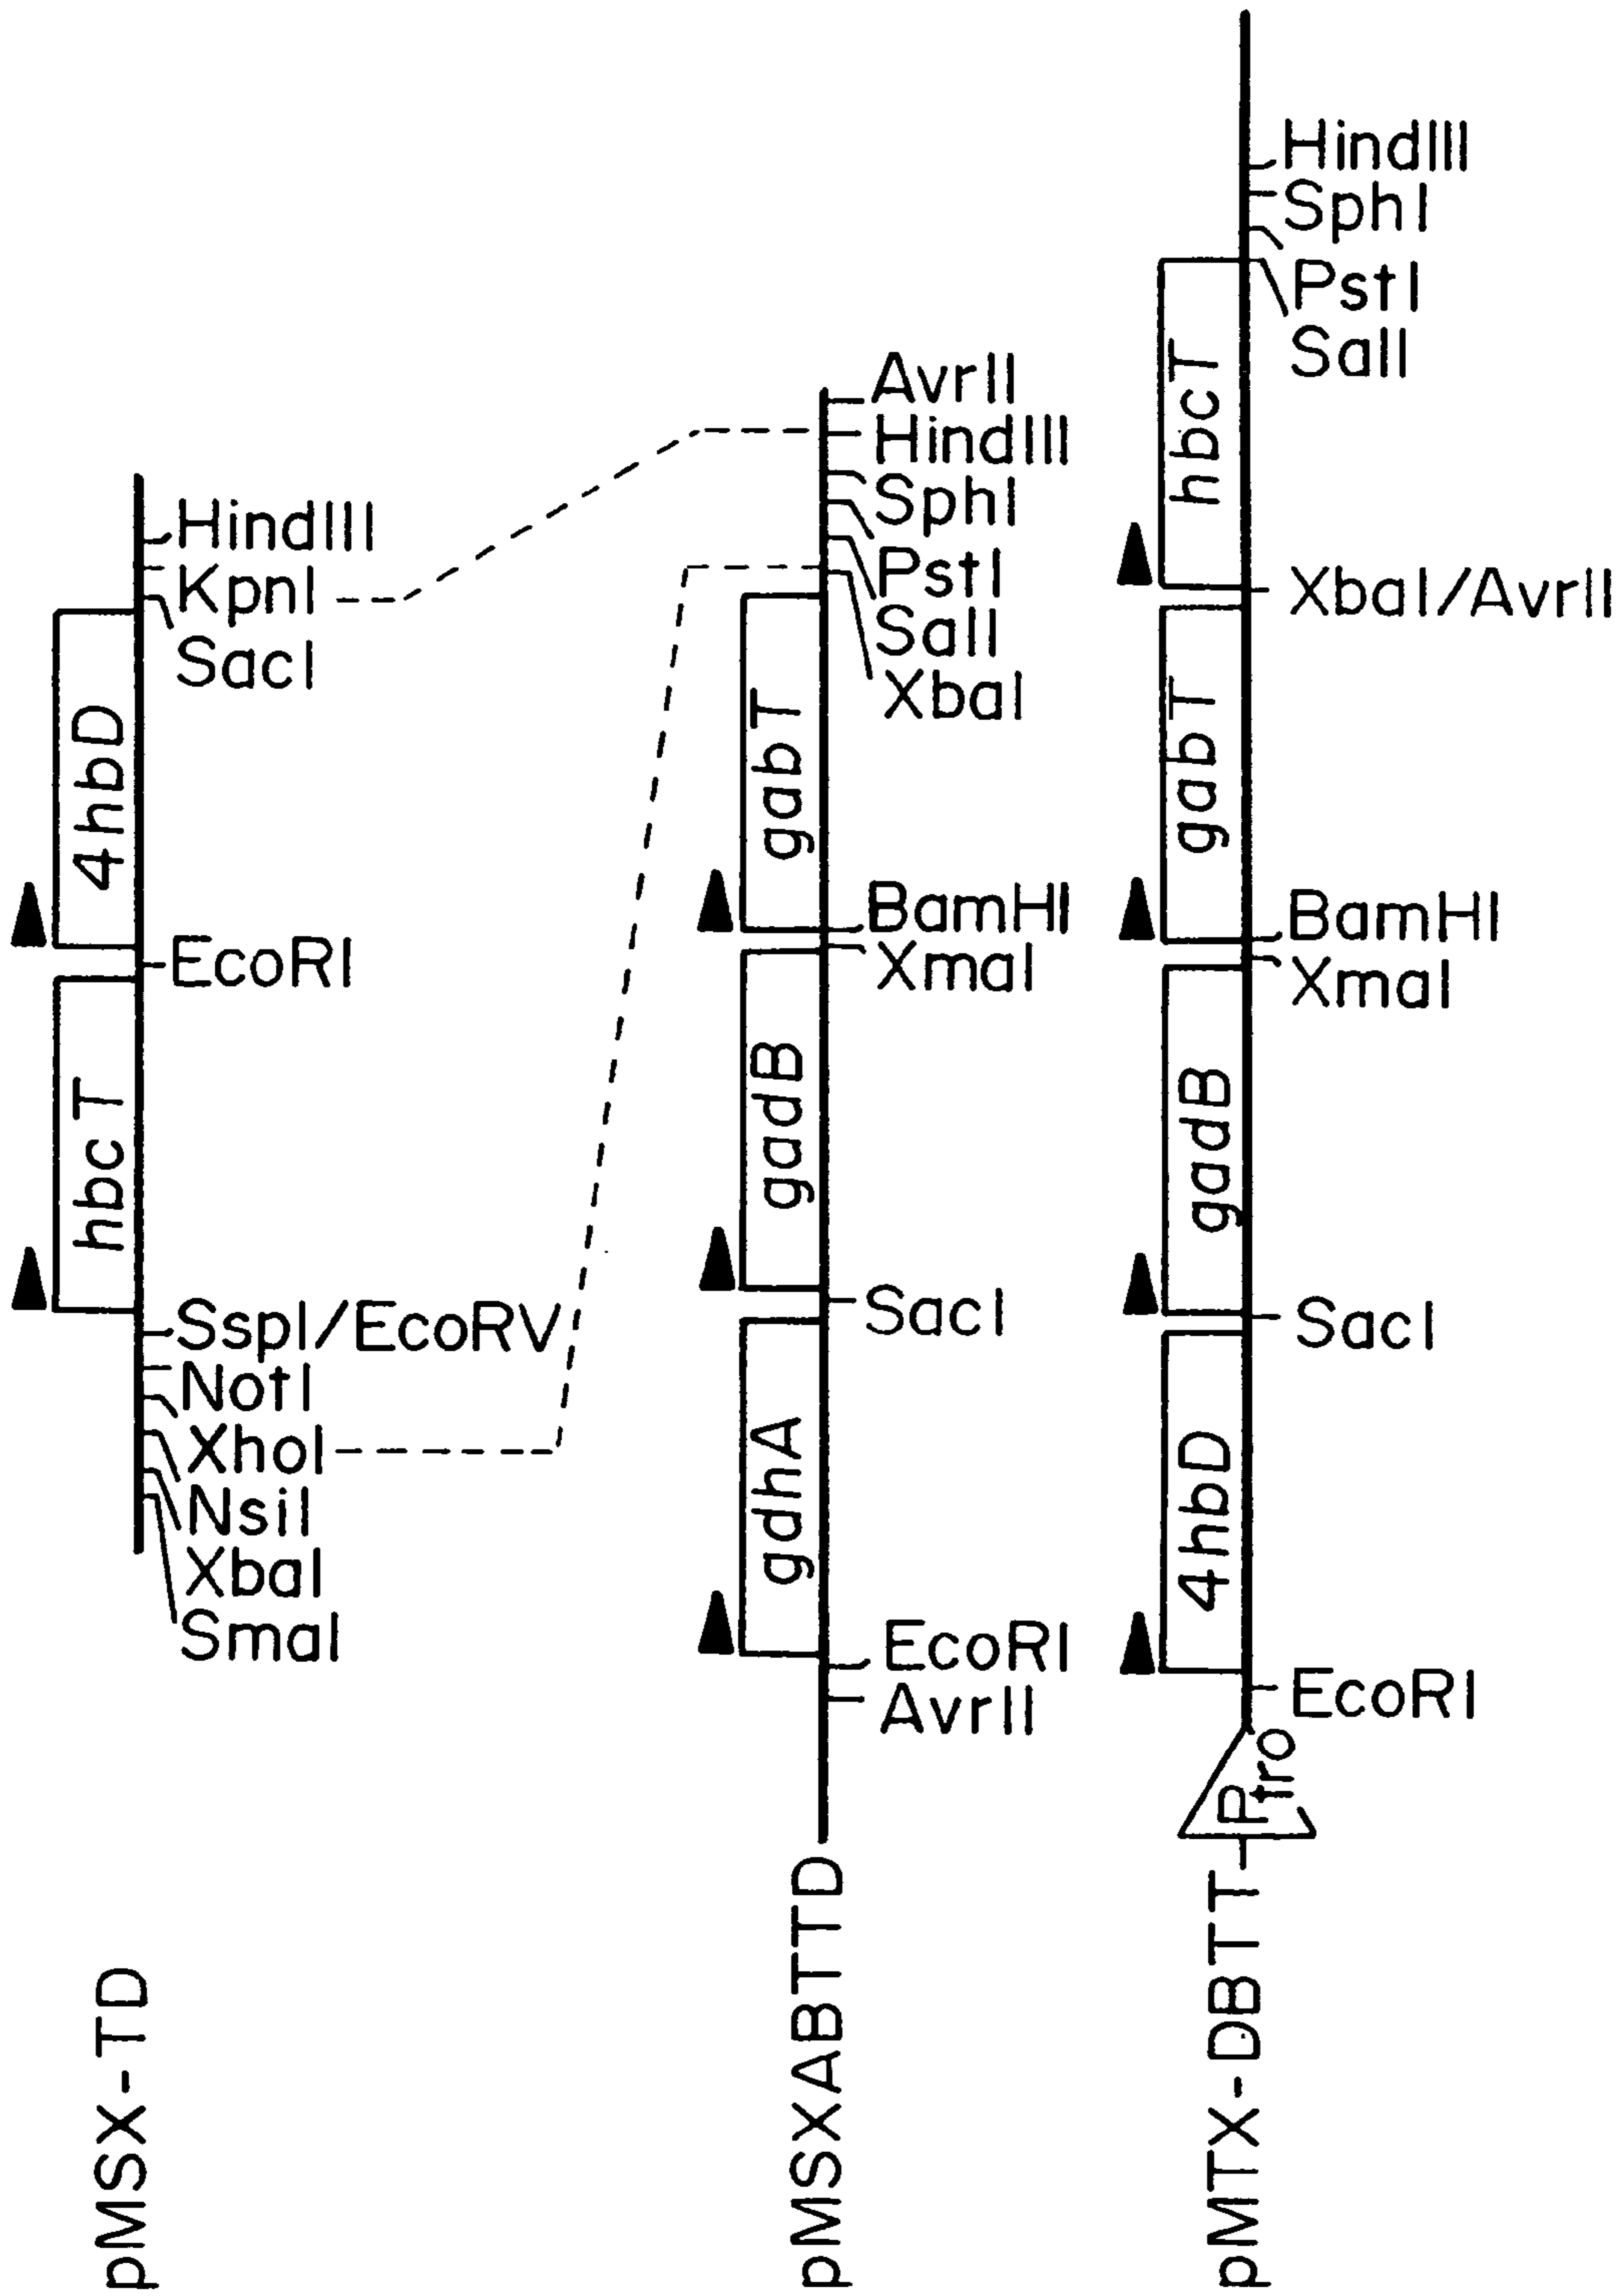 pMSX-TD
hbcT
4hbD
HindIII
KpnI
SacI
EcoRI
SspI/EcoRV
NotI
XhoI
NsiI
XbaI
SmaI
pMSXABTTD
gdhA
gadB
gabT
AvrII
HindIII
SphI
PstI
SalI
XbaI
BamHI
XmaI
SacI
EcoRI
AvrII
pMTX-DBTT
Ptro
4hbD
gadB
gabT
hbcT
HindIII
SphI
PstI
SalI
XbaI/AvrII
BamHI
XmaI
SacI
EcoRI